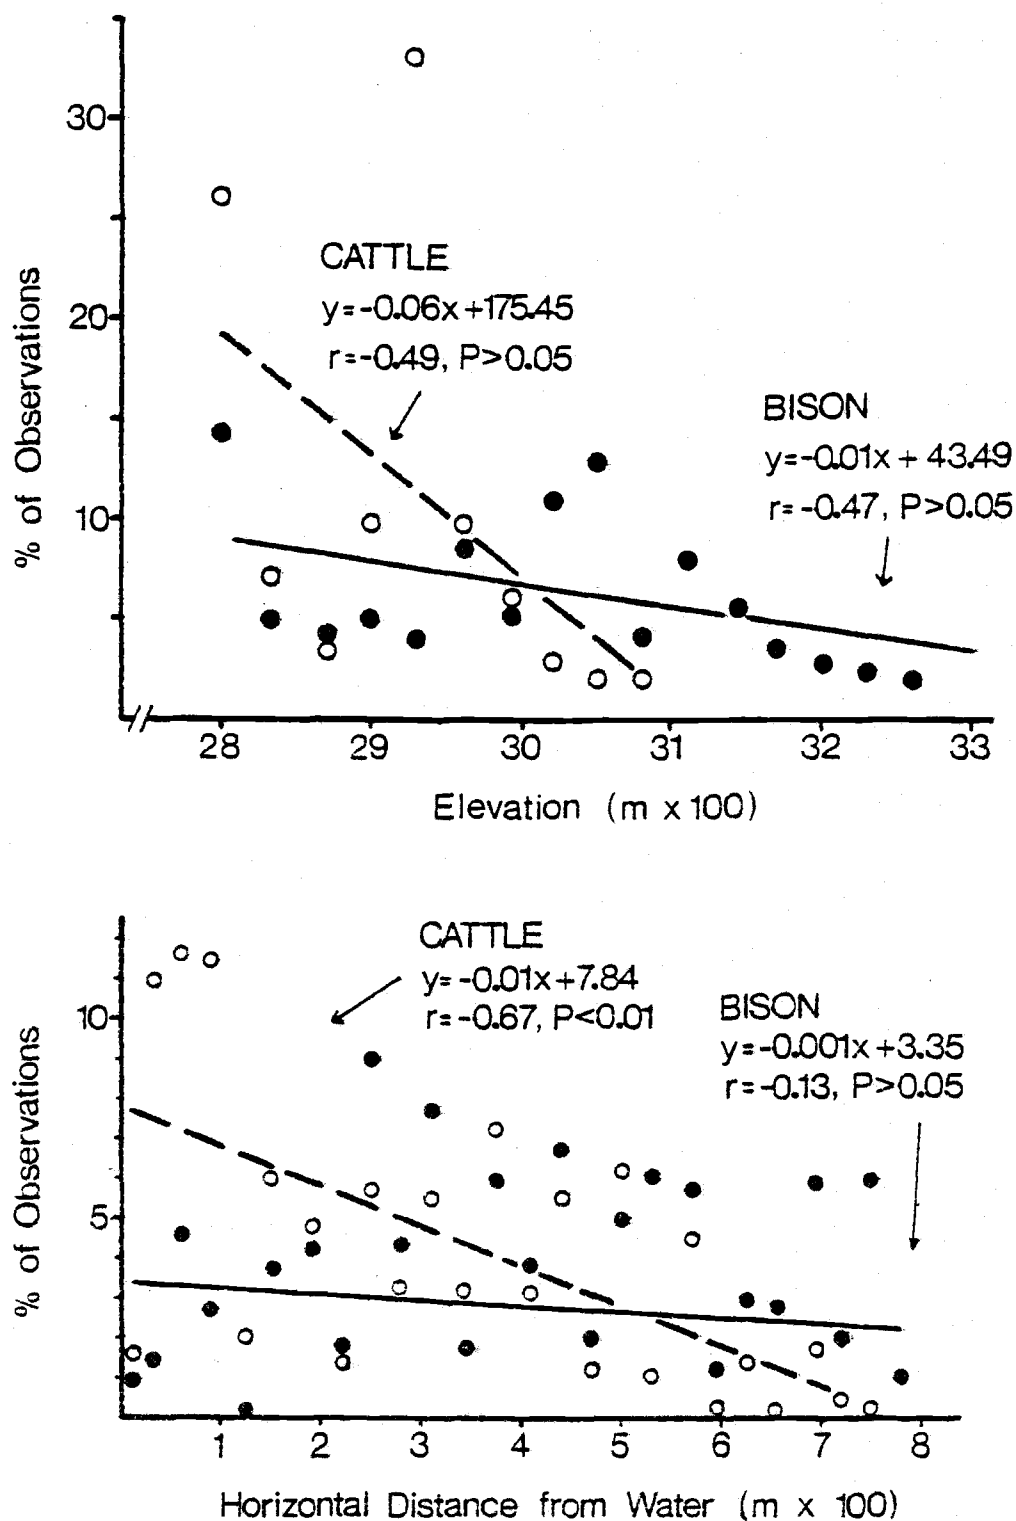 % of Observations
30
20
10
CATTLE
y=-0.06x+175.45
r=-0.49, P>0.05
BISON
y=-0.01x + 43.49
r=-0.47, P>0.05
28 29 30 31 32 33
Elevation (m x 100)
% of Observations
10
5
CATTLE
y=-0.01x+7.84
r=-0.67, P<0.01
BISON
y=-0.001x+3.35
r=-0.13, P>0.05
1 2 3 4 5 6 7 8
Horizontal Distance from Water (m x 100)